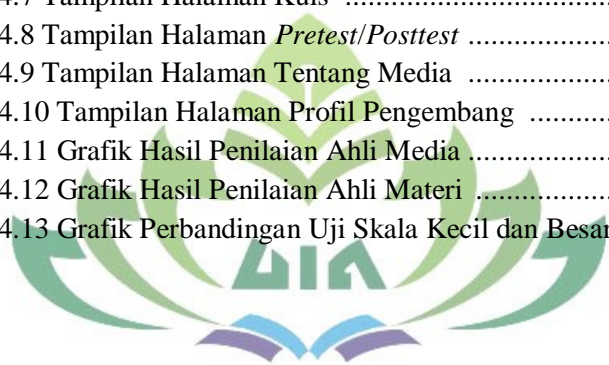 4.7 Tampilan Halaman Kuis ....................................
4.8 Tampilan Halaman Pretest/Posttest ...................
4.9 Tampilan Halaman Tentang Media ...................
4.10 Tampilan Halaman Profil Pengembang ...........
4.11 Grafik Hasil Penilaian Ahli Media ...................
4.12 Grafik Hasil Penilaian Ahli Materi ..................
4.13 Grafik Perbandingan Uji Skala Kecil dan Besar
UIN